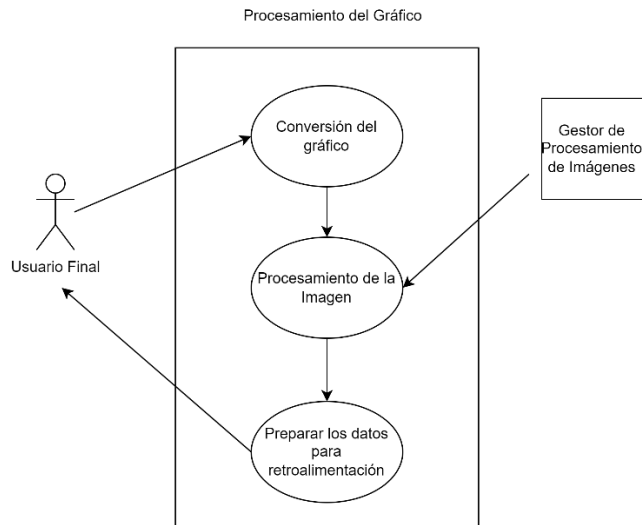 Procesamiento del Gráfico
Conversión del
gráfico
Gestor de
Procesamiento
de Imágenes
Usuario Final
Procesamiento de la
Imagen
Preparar los datos
para
retroalimentación